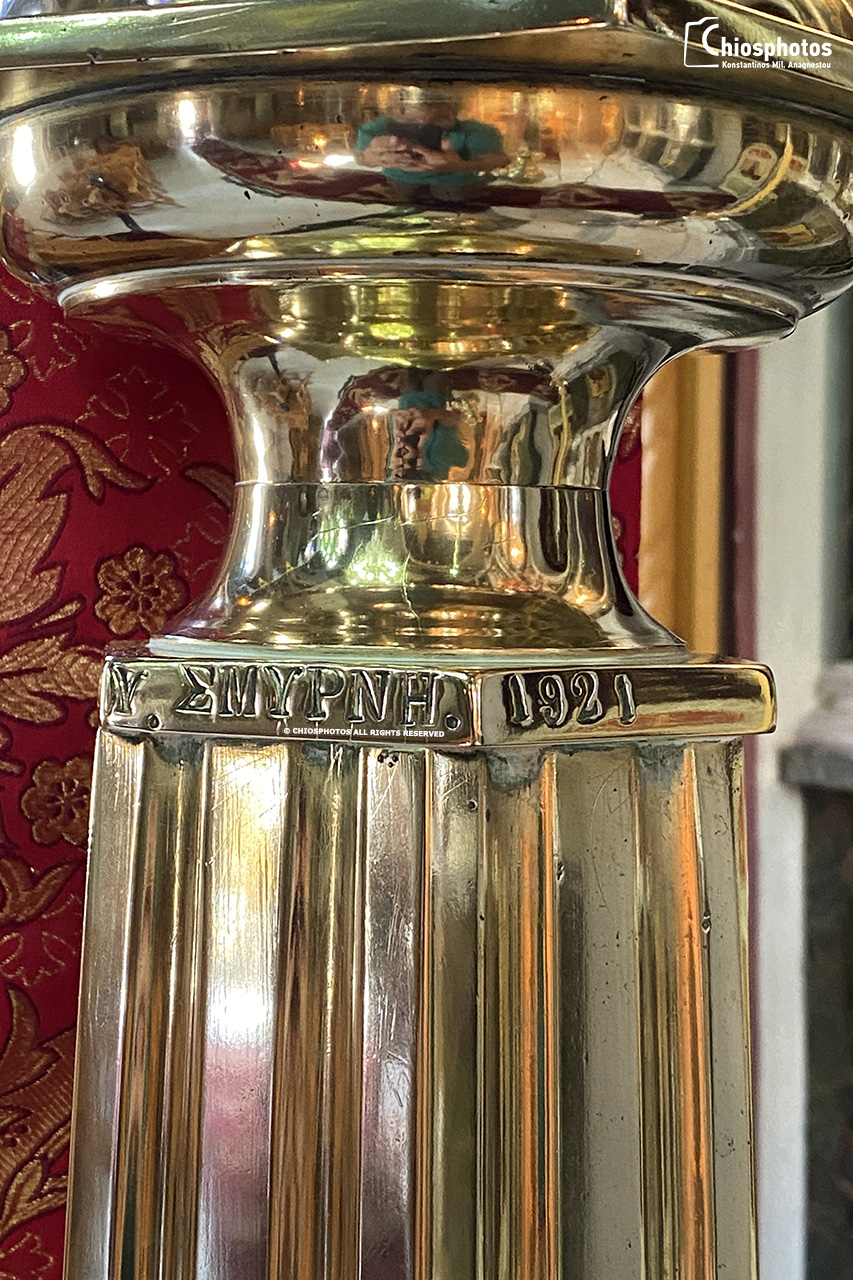 Chiosphotos
Konstantinos Mil. Anagnostou
Ν. ΣΜΥΡΝΗ. 1921
© CHIOSPHOTOS ALL RIGHTS RESERVED